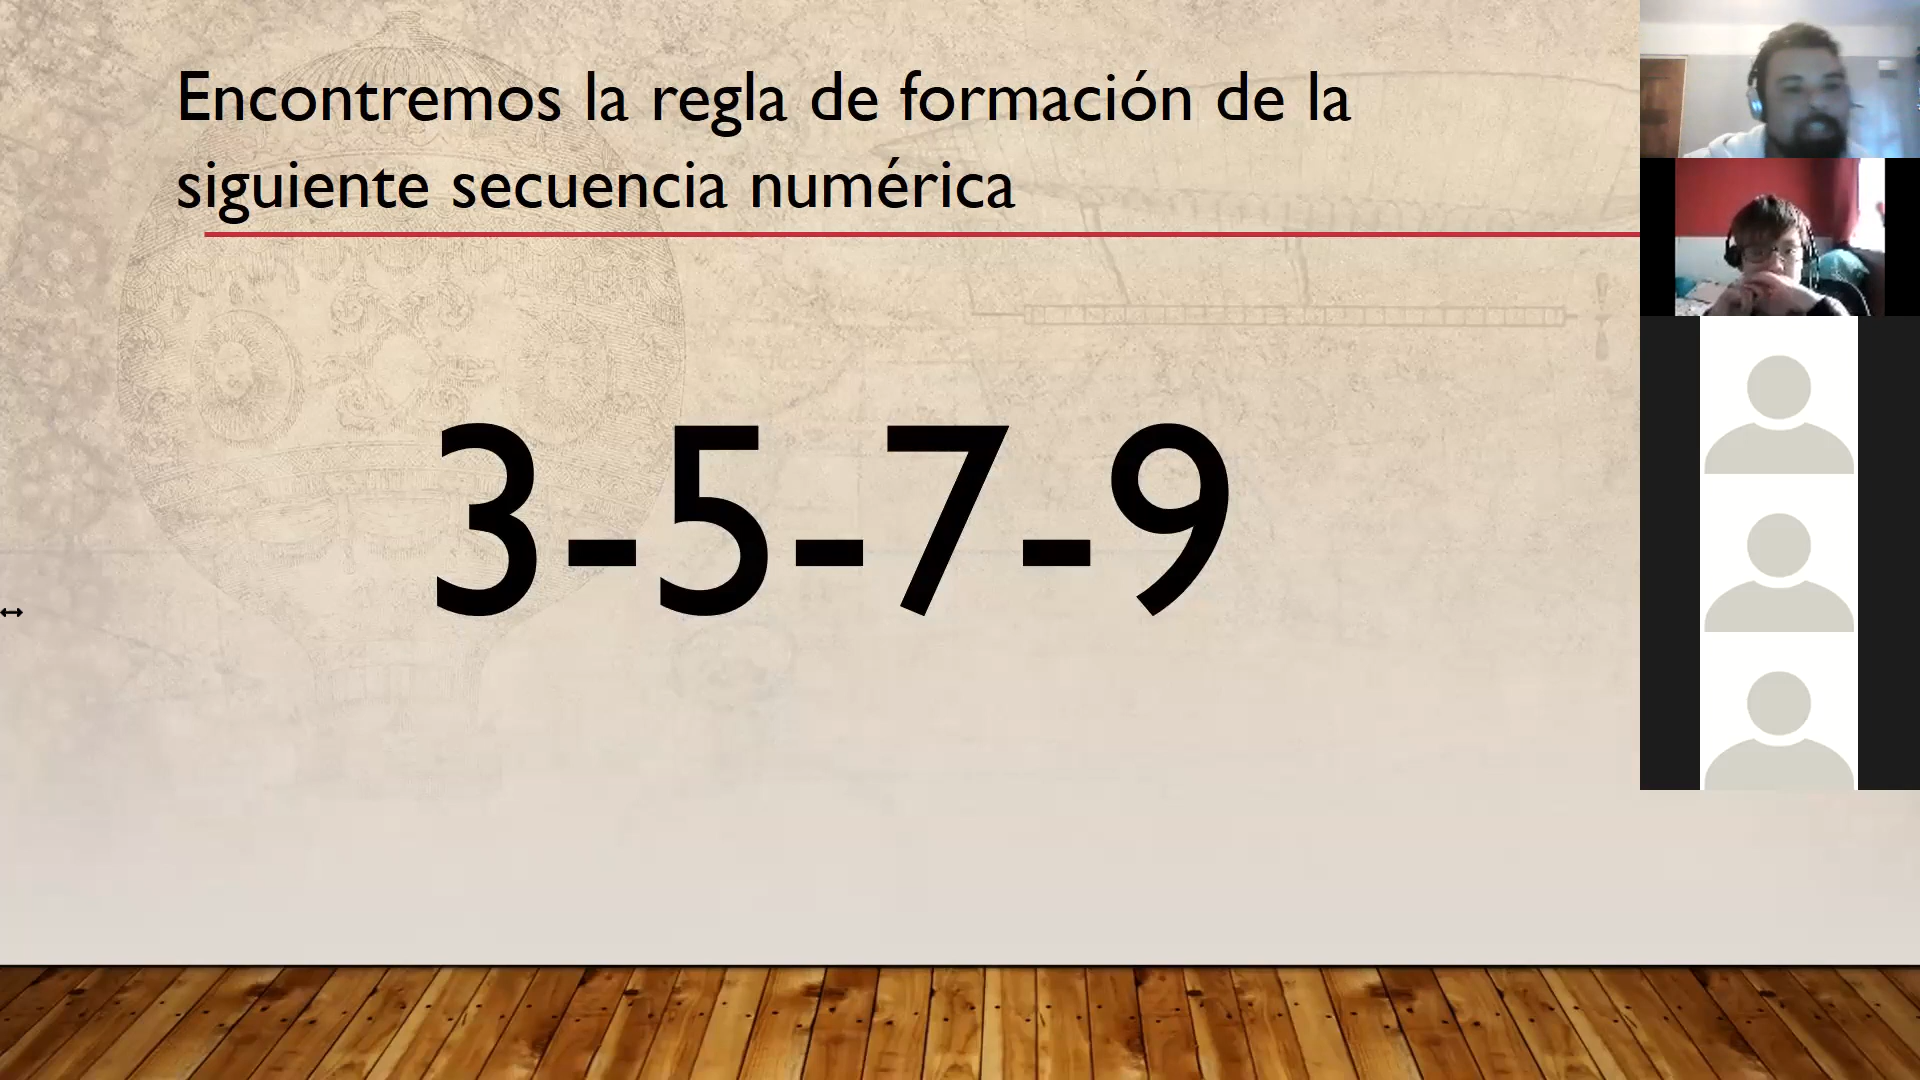 Encontremos la regla de formación de la
siguiente secuencia numérica
3-5-7-9